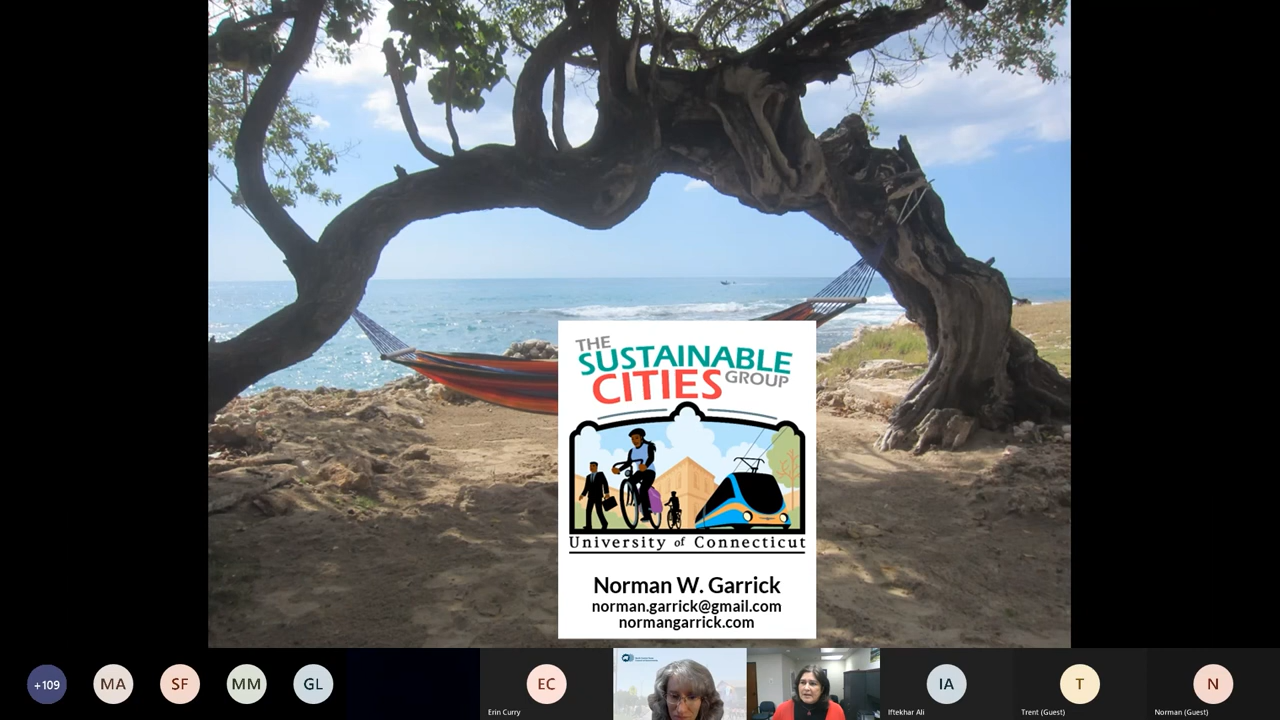 THE
SUSTAINABLE
CITIES GROUP
University of Connecticut
Norman W. Garrick
norman.garrick@gmail.com
normangarrick.com
+109
MA
SF
MM
GL
EC
Erin Curry
IA
Iftekhar Ali
T
Trent (Guest)
N
Norman (Guest)